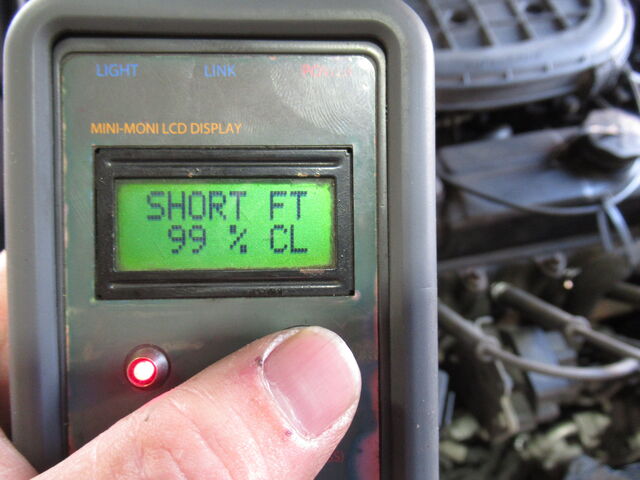 LIGHT LINK
MINI-MONI LCD DISPLAY
SHORT FT
99 % CL